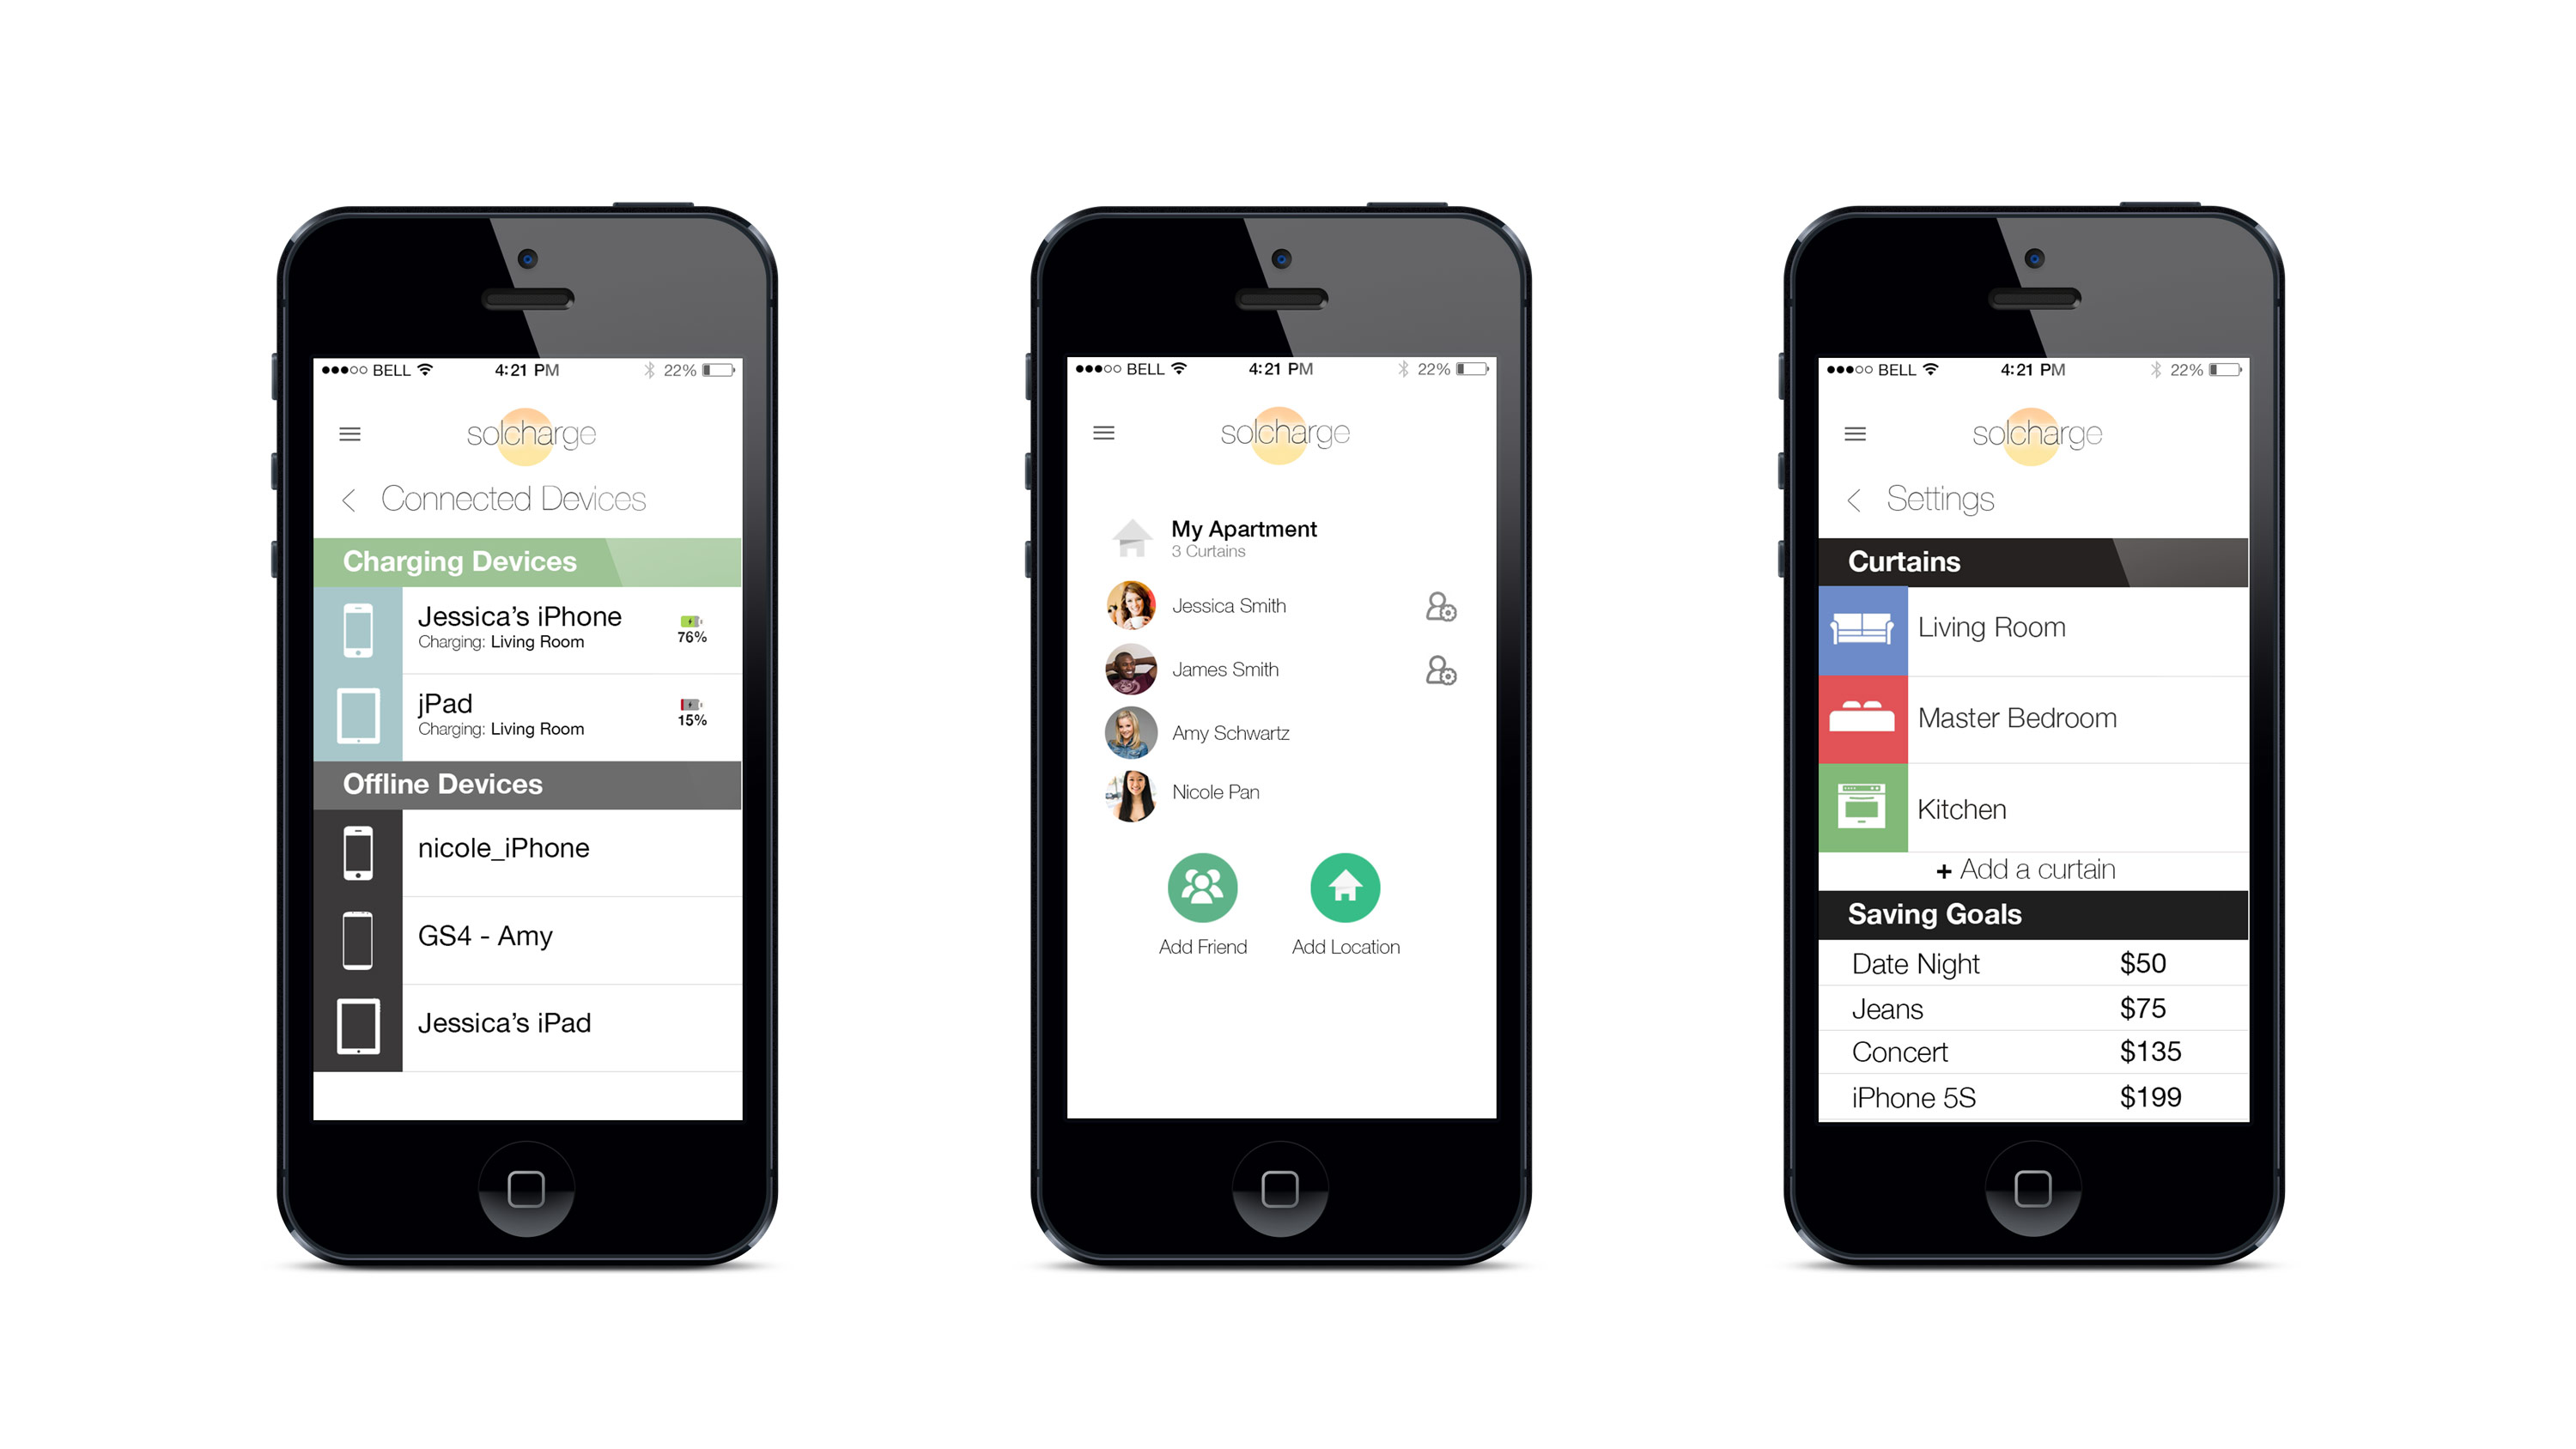 BELL 4:21 PM 22%
solcharge
Connected Devices
Charging Devices
Jessica’s iPhone
Charging: Living Room
76%
jPad
Charging: Living Room
15%
Offline Devices
nicole_iPhone
GS4 - Amy
Jessica’s iPad
BELL 4:21 PM 22%
solcharge
My Apartment
3 Curtains
Jessica Smith
James Smith
Amy Schwartz
Nicole Pan
Add Friend
Add Location
BELL 4:21 PM 22%
solcharge
Settings
Curtains
Living Room
Master Bedroom
Kitchen
+ Add a curtain
Saving Goals
Date Night $50
Jeans $75
Concert $135
iPhone 5S $199